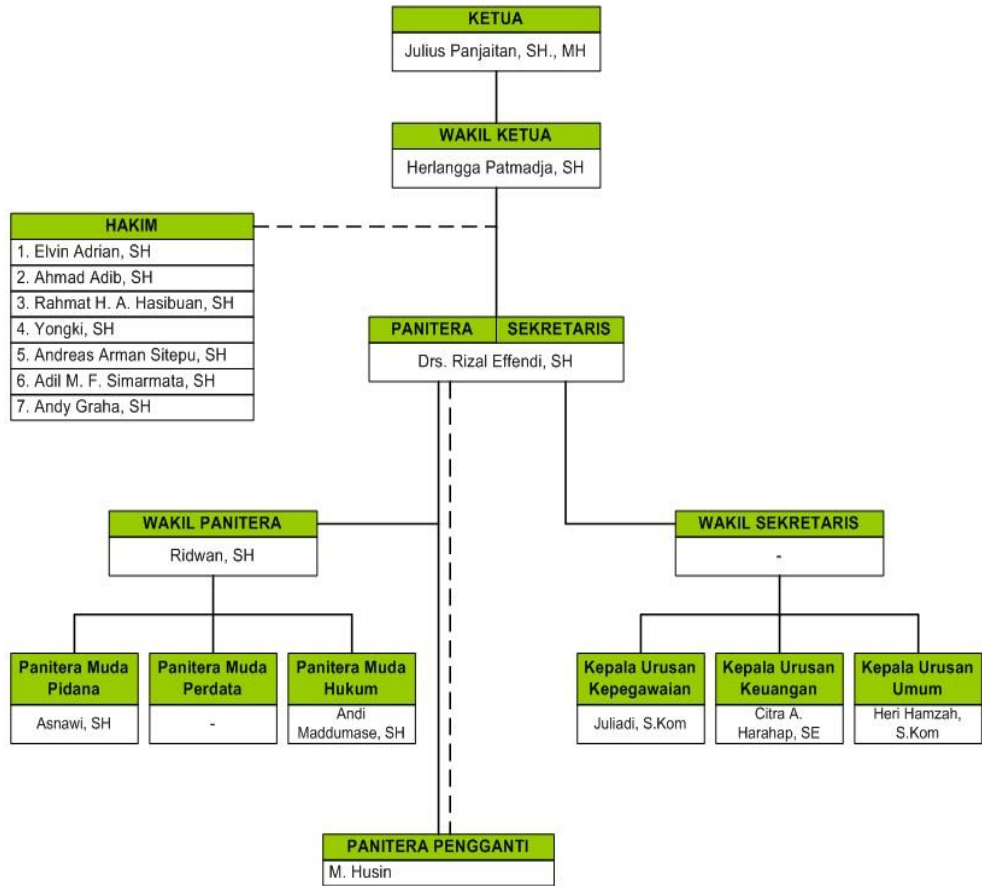 KETUA
Julius Panjaitan, SH., MH
WAKIL KETUA
Herlangga Patmadja, SH
HAKIM
1. Elvin Adrian, SH
2. Ahmad Adib, SH
3. Rahmat H. A. Hasibuan, SH
4. Yongki, SH
5. Andreas Arman Sitepu, SH
6. Adil M. F. Simarmata, SH
7. Andy Graha, SH
PANITERA SEKRETARIS
Drs. Rizal Effendi, SH
WAKIL PANITERA
Ridwan, SH
WAKIL SEKRETARIS
-
Panitera Muda
Pidana
Asnawi, SH
Panitera Muda
Perdata
-
Panitera Muda
Hukum
Andi
Maddumase, SH
Kepala Urusan
Kepegawaian
Juliadi, S.Kom
Kepala Urusan
Keuangan
Citra A.
Harahap, SE
Kepala Urusan
Umum
Heri Hamzah,
S.Kom
PANITERA PENGGANTI
M. Husin